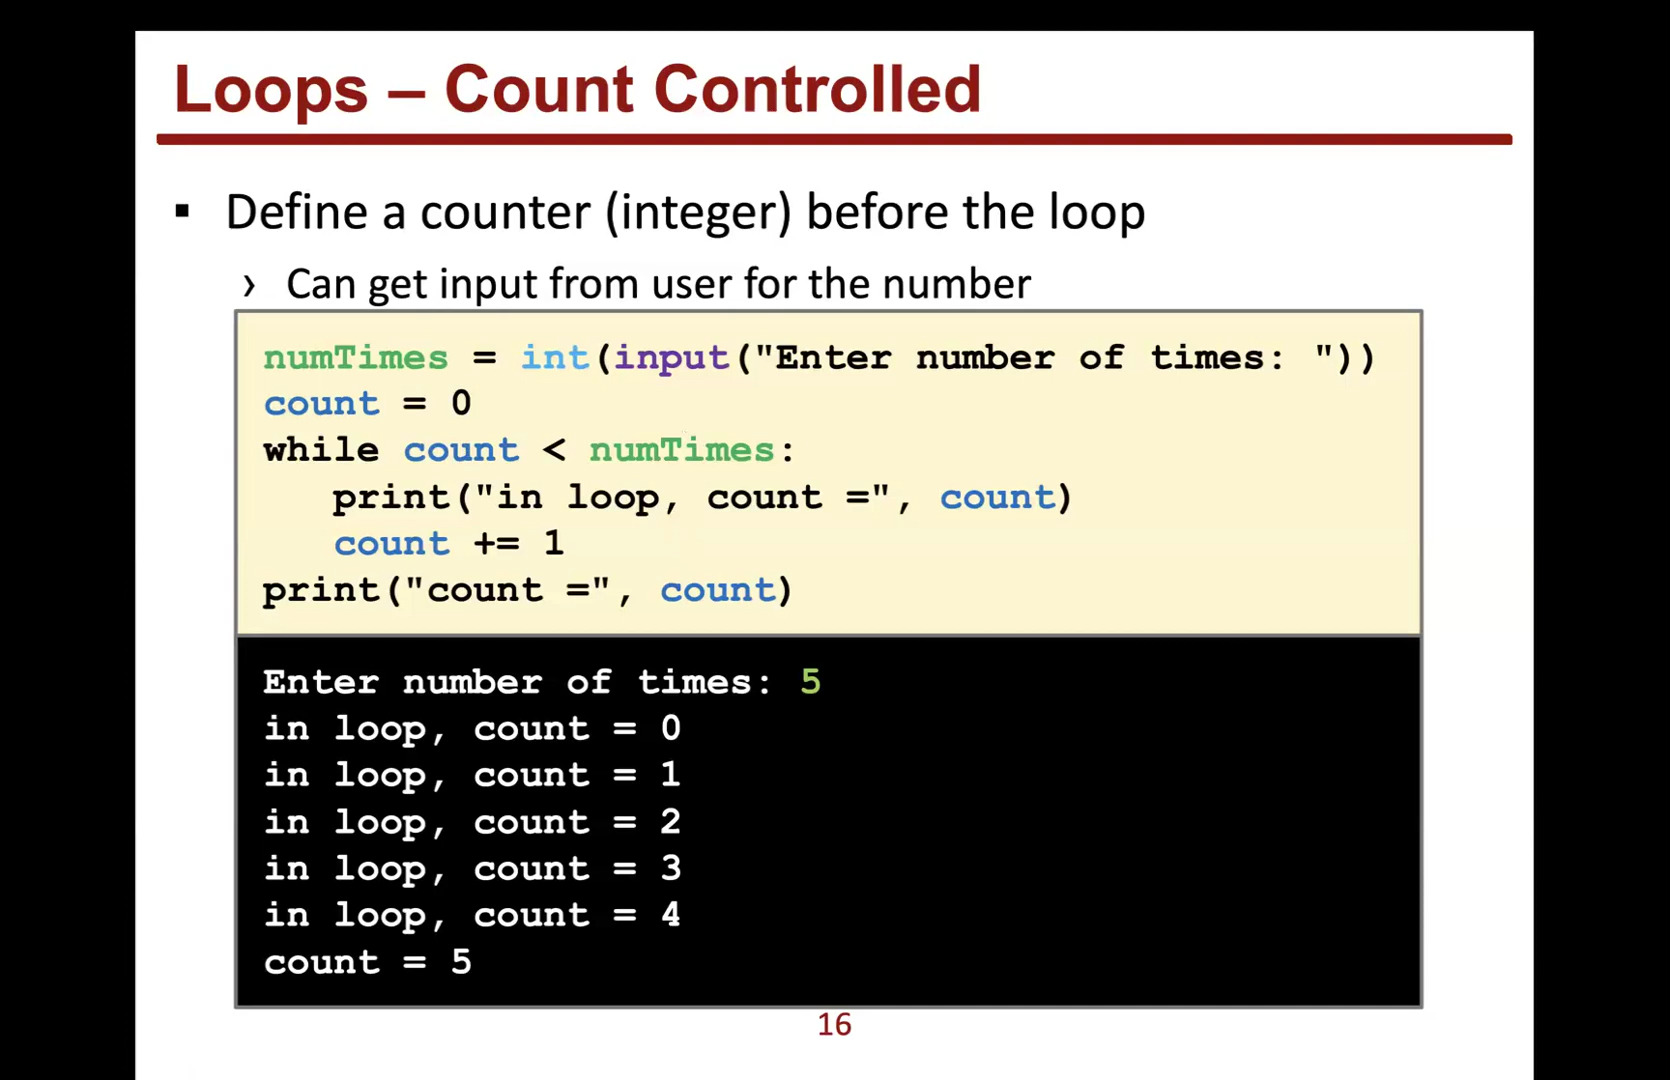 Loops – Count Controlled
▪ Define a counter (integer) before the loop
› Can get input from user for the number
numTimes = int(input("Enter number of times: "))
count = 0
while count < numTimes:
   print("in loop, count =", count)
   count += 1
print("count =", count)
Enter number of times: 5
in loop, count = 0
in loop, count = 1
in loop, count = 2
in loop, count = 3
in loop, count = 4
count = 5
16